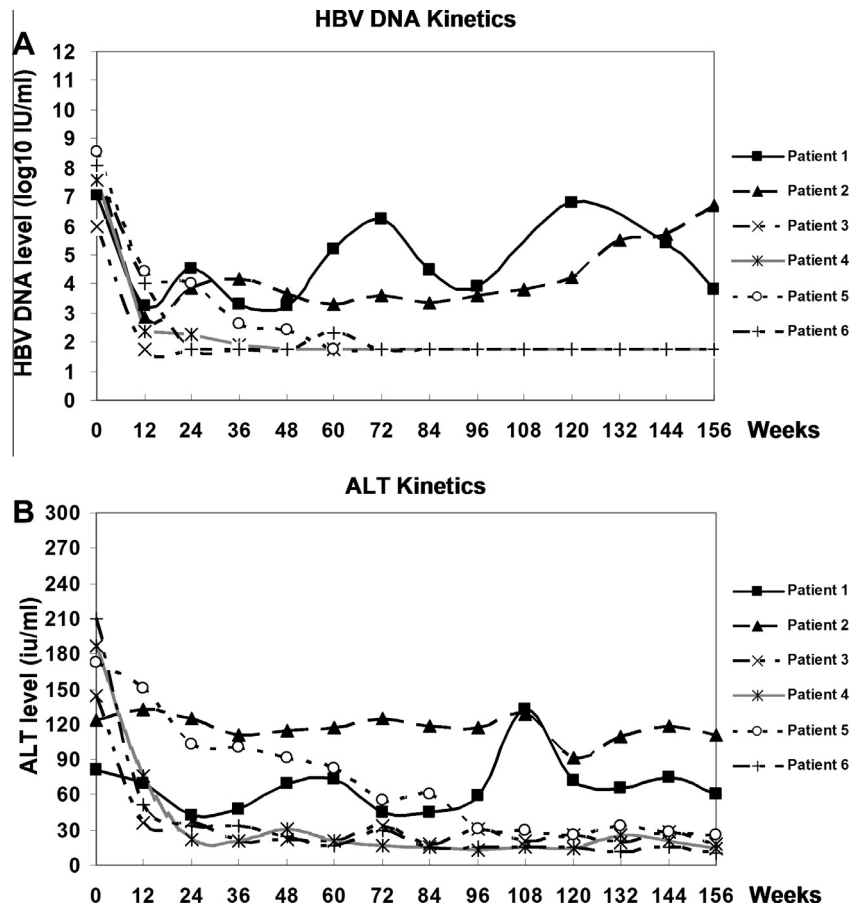 HBV DNA Kinetics
A
HBV DNA level (log10 IU/ml)
12
11
10
9
8
7
6
5
4
3
2
1
0
0 12 24 36 48 60 72 84 96 108 120 132 144 156 Weeks
Patient 1
Patient 2
Patient 3
Patient 4
Patient 5
Patient 6
ALT Kinetics
B
ALT level (iu/ml)
300
270
240
210
180
150
120
90
60
30
0
0 12 24 36 48 60 72 84 96 108 120 132 144 156 Weeks
Patient 1
Patient 2
Patient 3
Patient 4
Patient 5
Patient 6